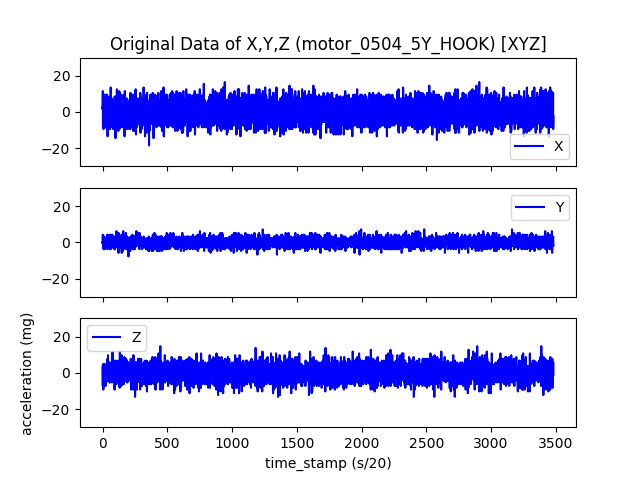 Original Data of X,Y,Z (motor_0504_5Y_HOOK) [XYZ]
20
0
−20
X
20
0
−20
Y
20
0
−20
Z
acceleration (mg)
0 500 1000 1500 2000 2500 3000 3500
time_stamp (s/20)